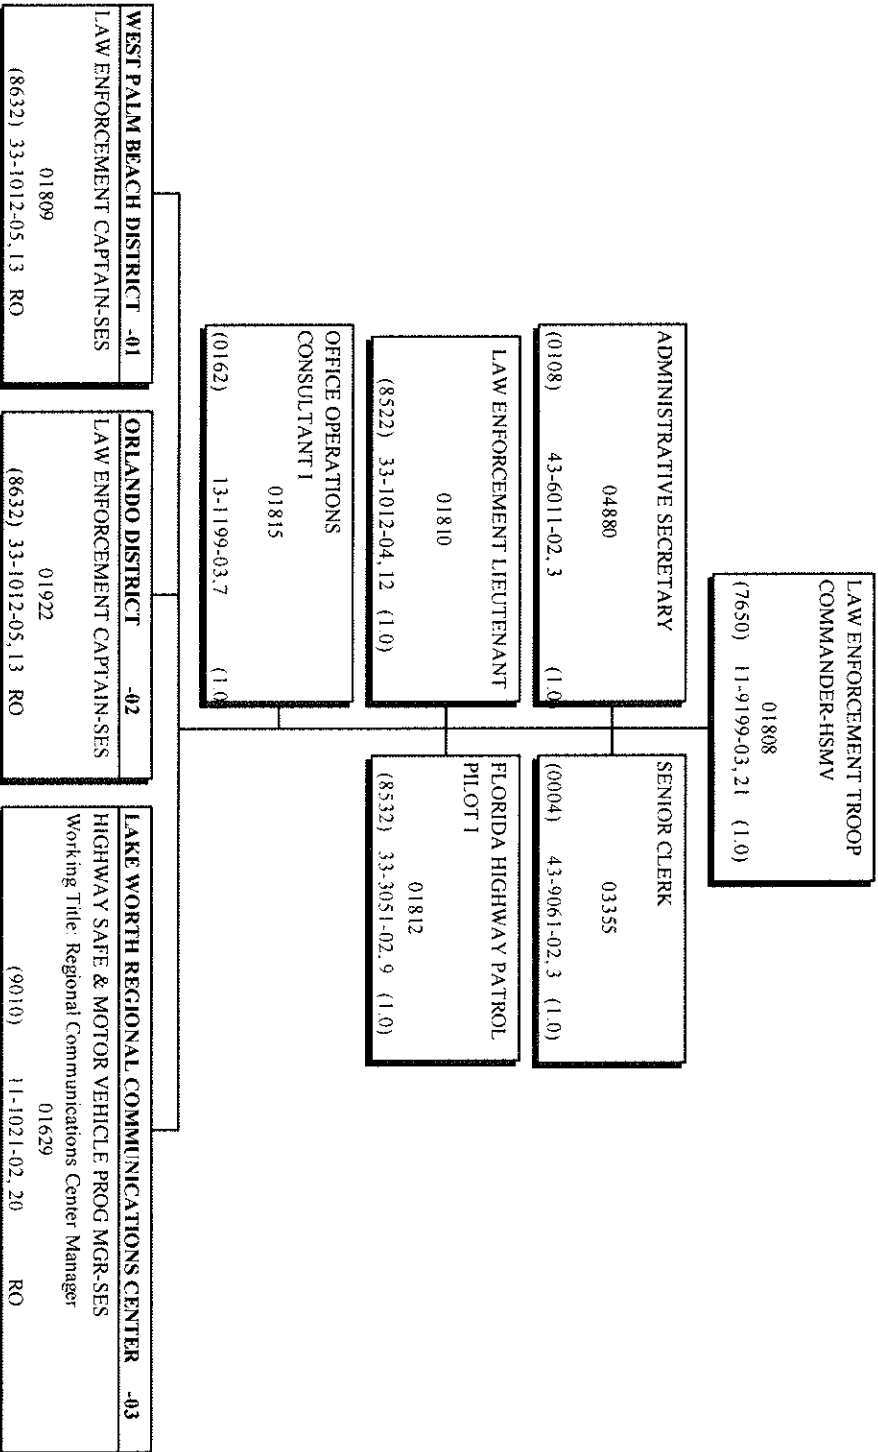 LAW ENFORCEMENT TROOP
COMMANDER-HSMV
01808
(7650) 11-9199-03, 21 (1.0)
ADMINISTRATIVE SECRETARY
04880
(0108) 43-6011-02, 3 (1.0
SENIOR CLERK
03355
(0004) 43-9061-02, 3 (1.0)
LAW ENFORCEMENT LIEUTENANT
01810
(8522) 33-1012-04, 12 (1.0)
FLORIDA HIGHWAY PATROL
PILOT I
01812
(8532) 33-3051-02, 9 (1.0)
OFFICE OPERATIONS
CONSULTANT I
01815
(0162) 13-1199-03.7 (1.0
WEST PALM BEACH DISTRICT -01
LAW ENFORCEMENT CAPTAIN-SES
01809
(8632) 33-1012-05, 13 RO
ORLANDO DISTRICT -02
LAW ENFORCEMENT CAPTAIN-SES
01922
(8632) 33-1012-05, 13 RO
LAKE WORTH REGIONAL COMMUNICATIONS CENTER -03
HIGHWAY SAFE & MOTOR VEHICLE PROG MGR-SES
Working Title: Regional Communications Center Manager
01629
(9010) 11-1021-02, 20 RO